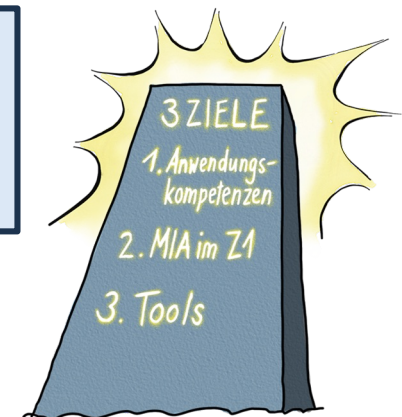 3 ZIELE
1. Anwendungs-
kompetenzen
2. MIA im Z1
3. Tools